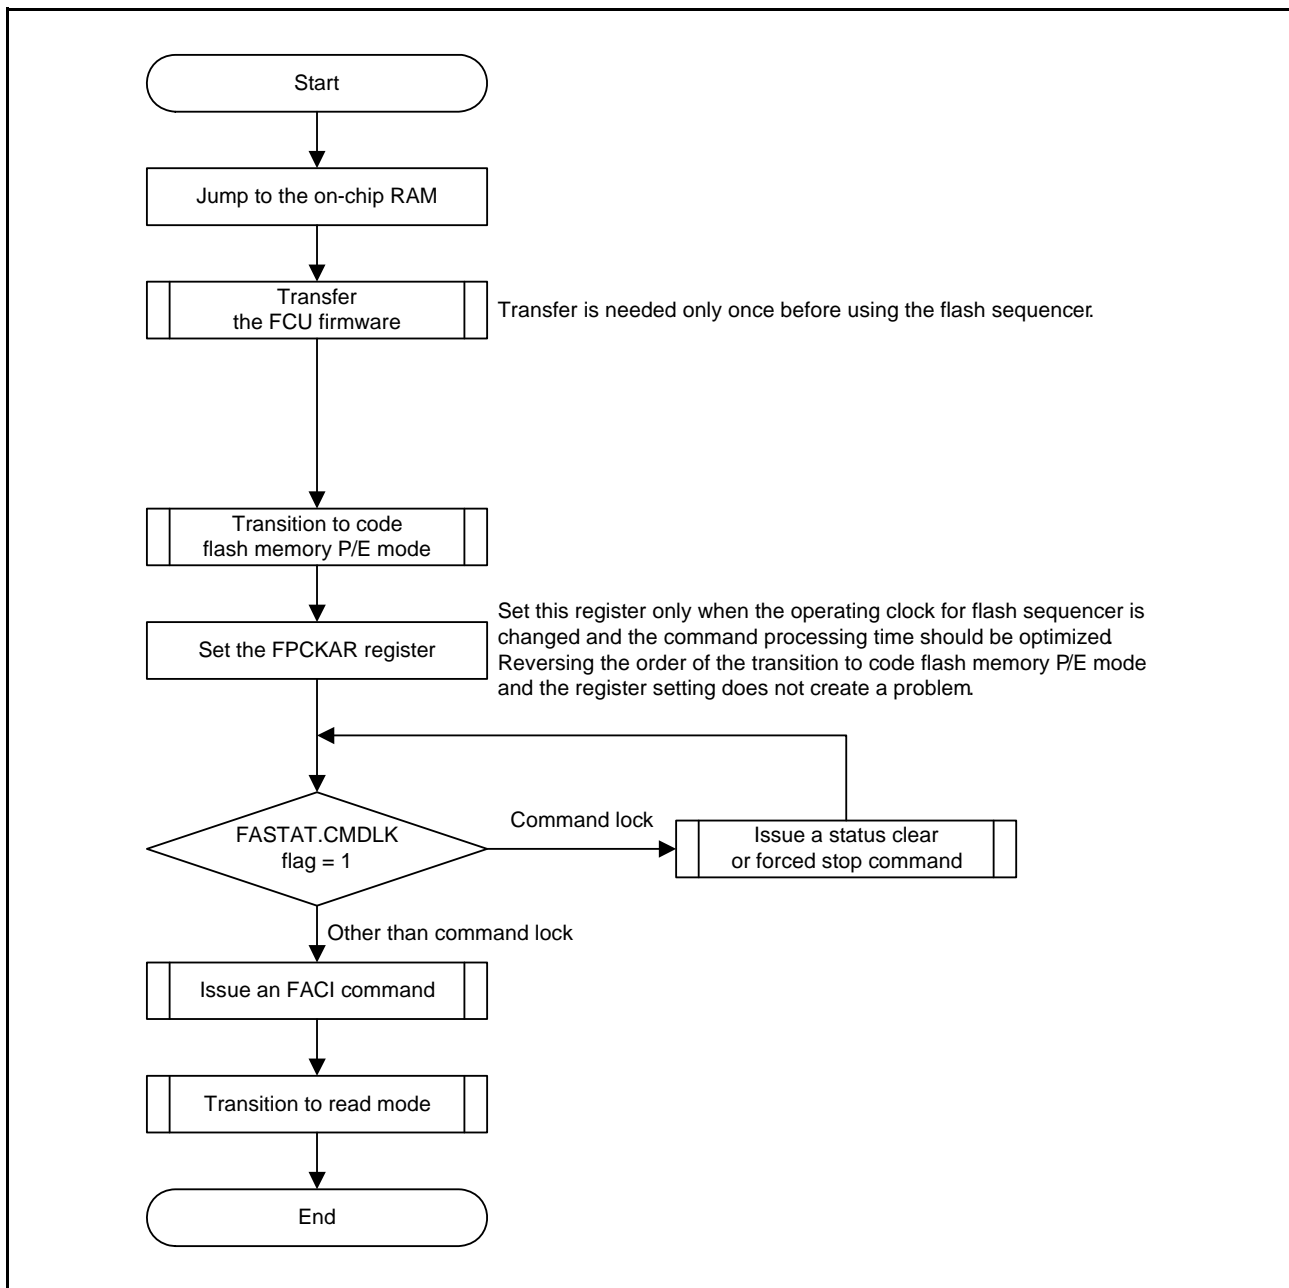 Start
Jump to the on-chip RAM
Transfer
the FCU firmware
Transfer is needed only once before using the flash sequencer.
Transition to code
flash memory P/E mode
Set the FPCKAR register
Set this register only when the operating clock for flash sequencer is
changed and the command processing time should be optimized.
Reversing the order of the transition to code flash memory P/E mode
and the register setting does not create a problem.
FASTAT.CMDLK
flag = 1
Command lock
Issue a status clear
or forced stop command
Other than command lock
Issue an FACI command
Transition to read mode
End